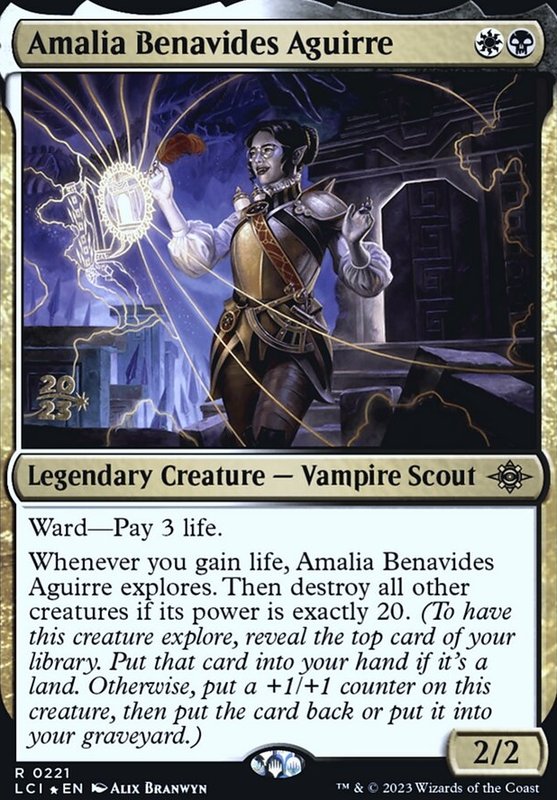 Amalia Benavides Aguirre
20
23
Legendary Creature — Vampire Scout
Ward—Pay 3 life.
Whenever you gain life, Amalia Benavides
Aguirre explores. Then destroy all other
creatures if its power is exactly 20. (To have
this creature explore, reveal the top card of your
library. Put that card into your hand if it's a
land. Otherwise, put a +1/+1 counter on this
creature, then put the card back or put it into
your graveyard.)
2/2
R 0221
LCI ★ EN Alix Branwyn
™ & © 2023 Wizards of the Coast